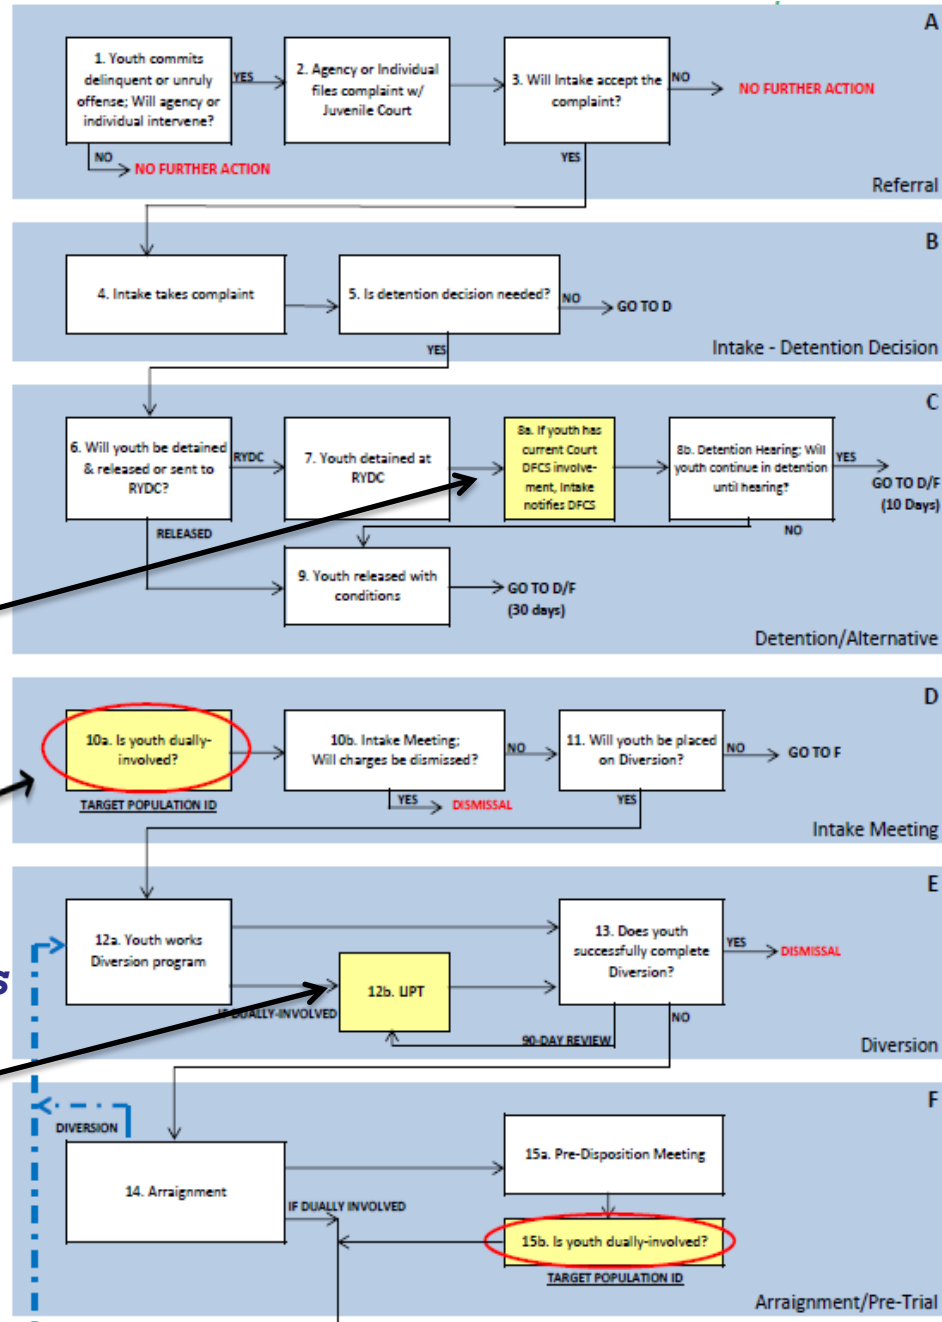 A
1. Youth commits
delinquent or unruly
offense; Will agency or
individual intervene?
YES
2. Agency or Individual
files complaint w/
Juvenile Court
3. Will Intake accept the
complaint?
NO
NO FURTHER ACTION
NO
NO FURTHER ACTION
YES
Referral
B
4. Intake takes complaint
5. Is detention decision needed?
NO
GO TO D
YES
Intake - Detention Decision
C
6. Will youth be detained
& released or sent to
RYDC?
RYDC
7. Youth detained at
RYDC
8a. If youth has
current Court
DFCS involve-
ment, Intake
notifies DFCS
8b. Detention Hearing; Will
youth continue in detention
until hearing?
YES
GO TO D/F
(10 Days)
RELEASED
NO
9. Youth released with
conditions
GO TO D/F
(30 days)
Detention/Alternative
D
10a. Is youth dually-
involved?
TARGET POPULATION ID
10b. Intake Meeting;
Will charges be dismissed?
NO
11. Will youth be placed
on Diversion?
NO
GO TO F
YES
DISMISSAL
YES
Intake Meeting
E
12a. Youth works
Diversion program
IF DUALLY-INVOLVED
12b. LIPT
13. Does youth
successfully complete
Diversion?
YES
DISMISSAL
NO
90-DAY REVIEW
Diversion
s
F
DIVERSION
14. Arraignment
IF DUALLY INVOLVED
15a. Pre-Disposition Meeting
15b. Is youth dually-involved?
TARGET POPULATION ID
Arraignment/Pre-Trial